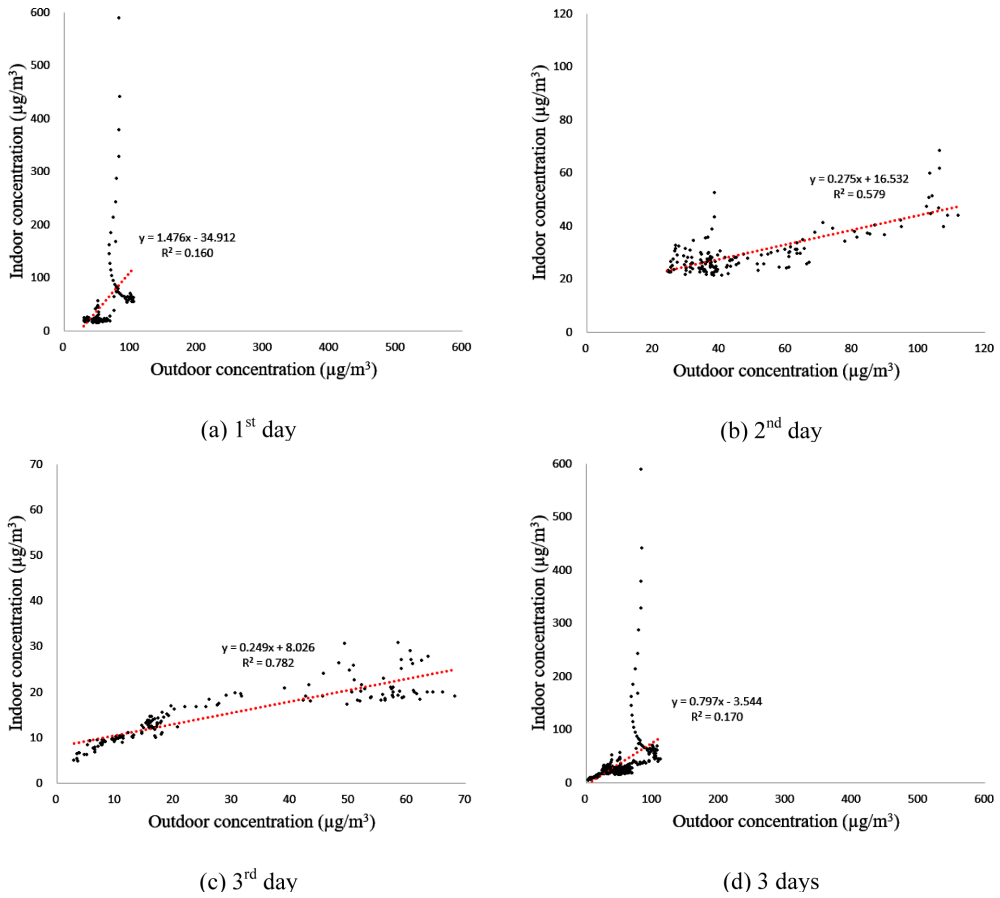 600
500
400
300
200
100
0
Indoor concentration (µg/m³)
y = 1.476x - 34.912
R² = 0.160
0 100 200 300 400 500 600
Outdoor concentration (µg/m³)
(a) 1st day
120
100
80
60
40
20
0
Indoor concentration (µg/m³)
y = 0.275x + 16.532
R² = 0.579
0 20 40 60 80 100 120
Outdoor concentration (µg/m³)
(b) 2nd day
70
60
50
40
30
20
10
0
Indoor concentration (µg/m³)
y = 0.249x + 8.026
R² = 0.782
0 10 20 30 40 50 60 70
Outdoor concentration (µg/m³)
(c) 3rd day
600
500
400
300
200
100
0
Indoor concentration (µg/m³)
y = 0.797x - 3.544
R² = 0.170
0 100 200 300 400 500 600
Outdoor concentration (µg/m³)
(d) 3 days